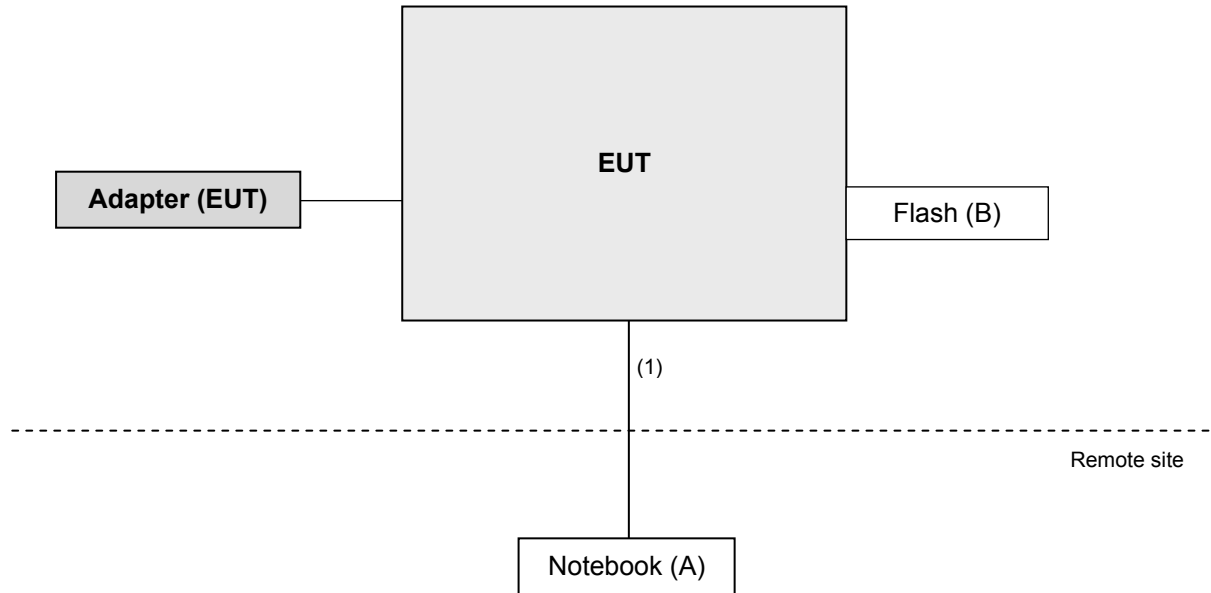 EUT
Adapter (EUT)
Flash (B)
(1)
Remote site
Notebook (A)